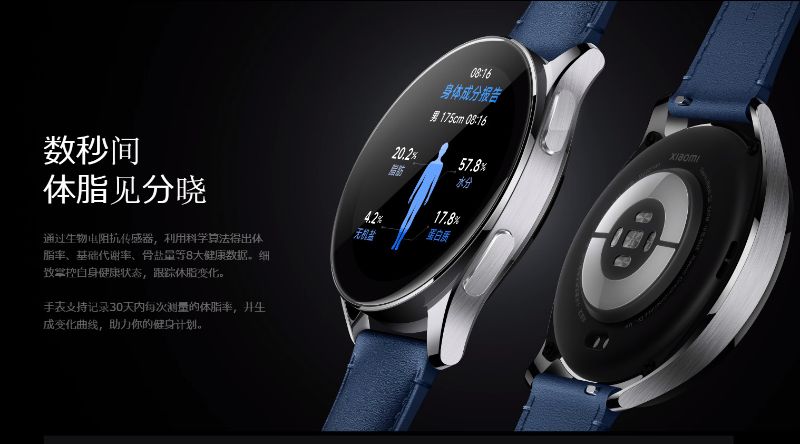 数秒间
体脂见分晓
通过生物电阻抗传感器，利用科学算法得出体
脂率、基础代谢率、骨盐量等8大健康数据。细
致掌控自身健康状态，跟踪体脂变化。
手表支持记录30天内每次测量的体脂率，并生
成变化曲线，助力你的健身计划。
08:16
身体成分报告
男 175cm 08:16
20.2%
脂肪
57.8%
水分
4.2%
无机盐
17.8%
蛋白质
xiaomi